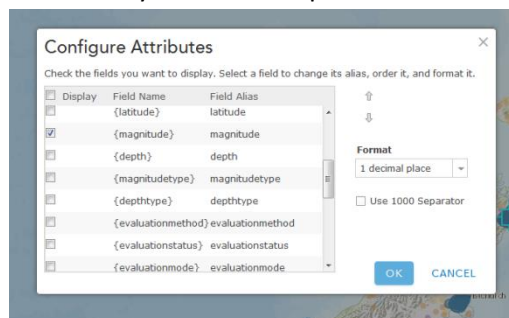 Configure Attributes
Check the fields you want to display. Select a field to change its alias, order it, and format it.
Display Field Name Field Alias
{latitude} latitude
{magnitude} magnitude
{depth} depth
{magnitudetype} magnitudetype
{depthtype} depthtype
{evaluationmethod} evaluationmethod
{evaluationstatus} evaluationstatus
{evaluationmode} evaluationmode
Format
1 decimal place
Use 1000 Separator
OK CANCEL